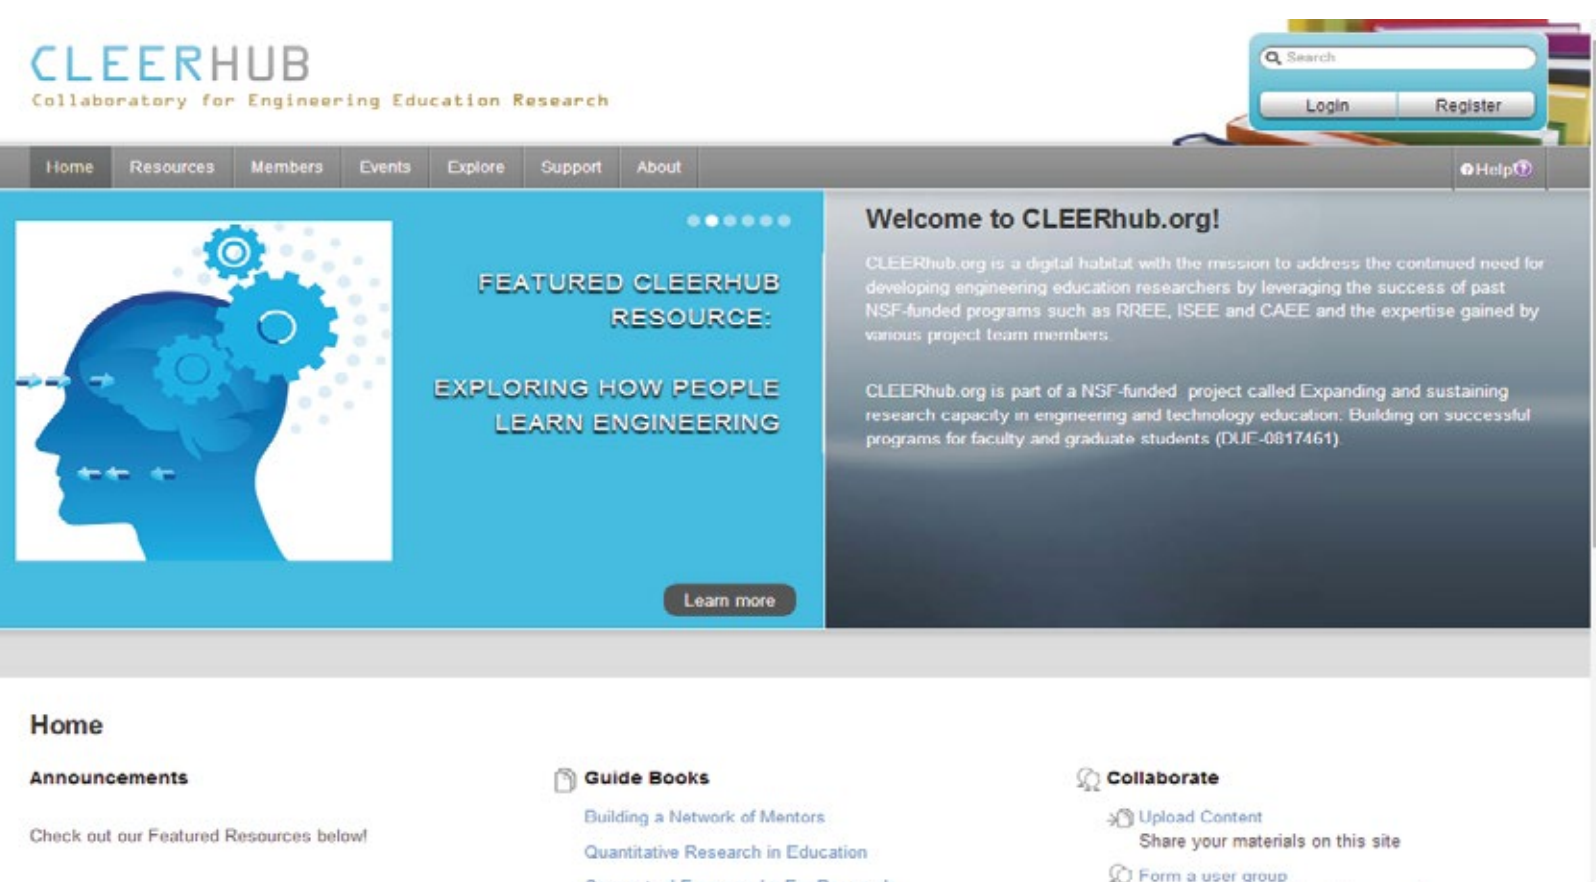 CLEERHUB
Collaboratory for Engineering Education Research
Search
Login Register
Home Resources Members Events Explore Support About
Help
FEATURED CLEERHUB
RESOURCE:
EXPLORING HOW PEOPLE
LEARN ENGINEERING
Learn more
Welcome to CLEERhub.org!
CLEERhub.org is a digital habitat with the mission to address the continued need for
developing engineering education researchers by leveraging the success of past
NSF-funded programs such as RREE, ISEE and CAEE and the expertise gained by
various project team members.
CLEERhub.org is part of a NSF-funded project called Expanding and sustaining
research capacity in engineering and technology education: Building on successful
programs for faculty and graduate students (DUE-0817461).
Home
Announcements
Check out our Featured Resources below!
Guide Books
Building a Network of Mentors
Quantitative Research in Education
Collaborate
Upload Content
Share your materials on this site
Form a user group